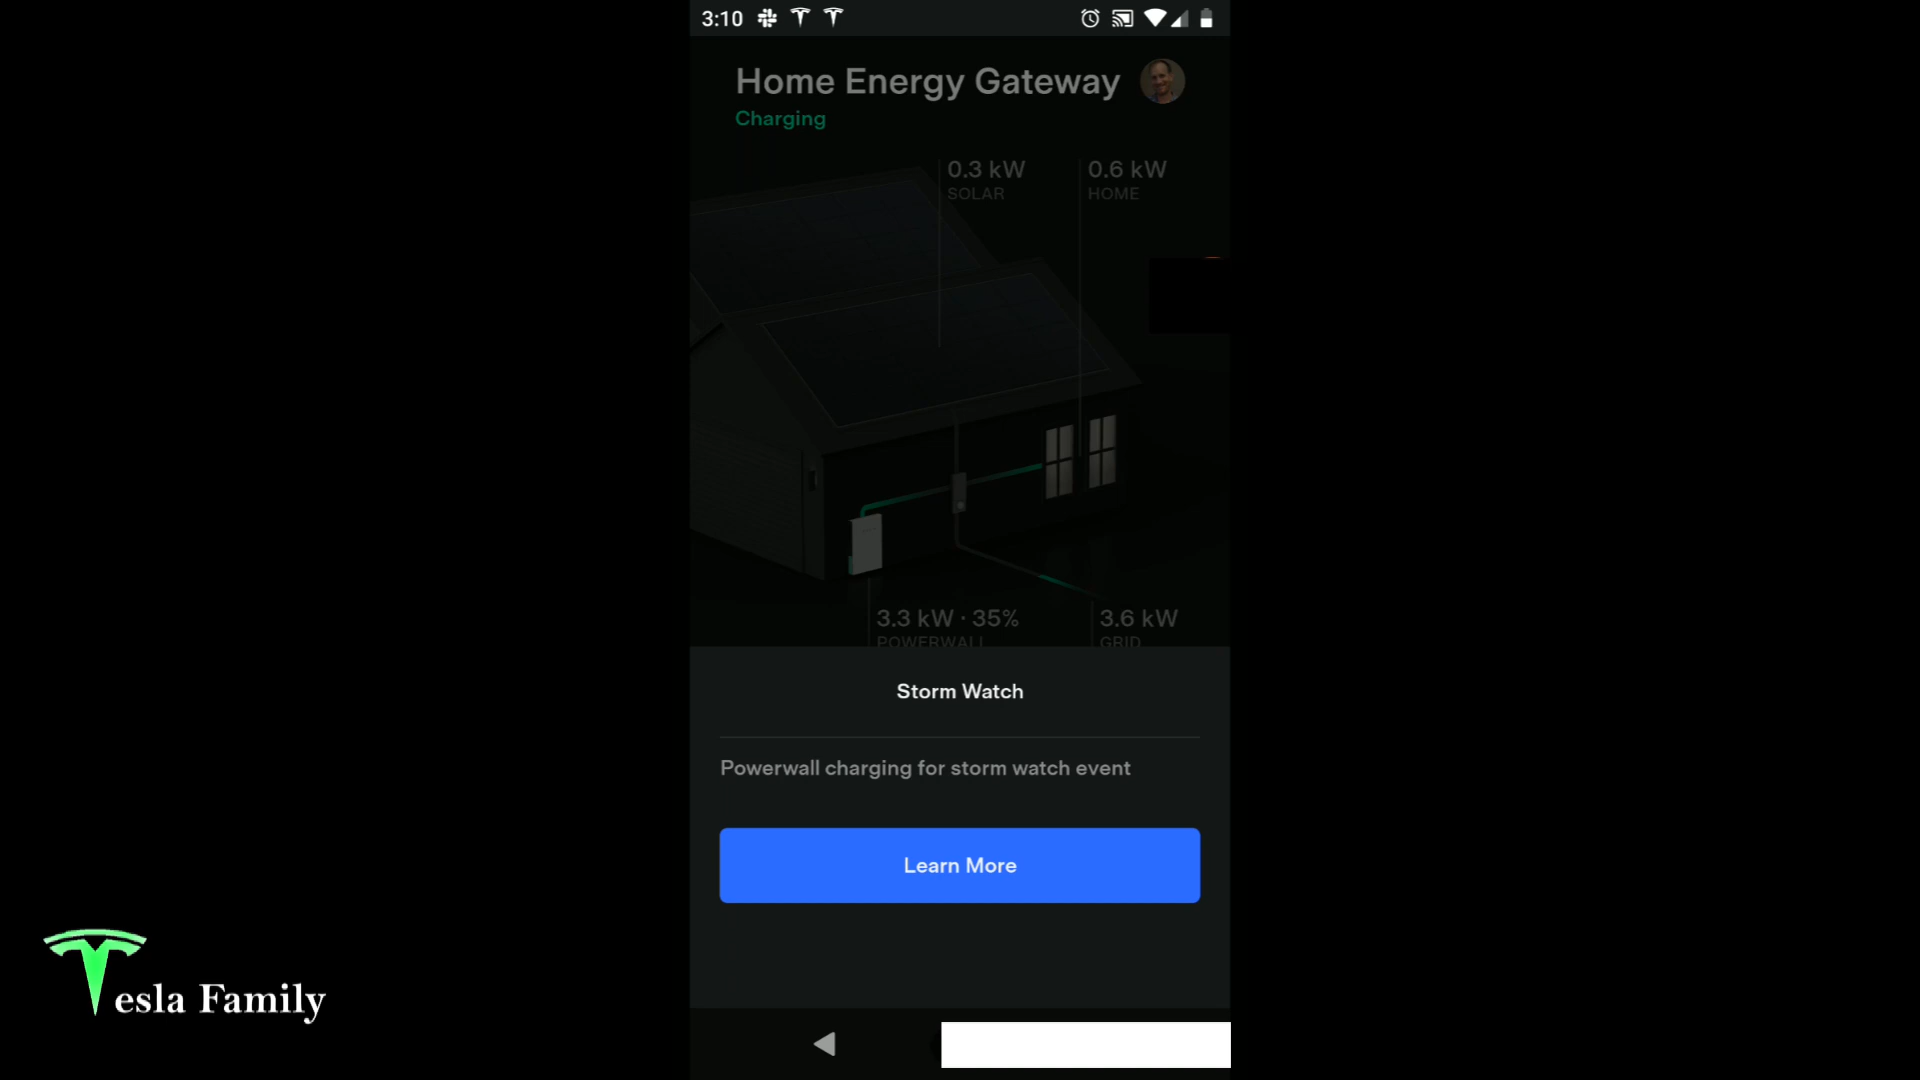 3:10
Home Energy Gateway
Charging
0.3 kW
SOLAR
0.6 kW
HOME
3.3 kW · 35%
POWERWALL
3.6 kW
GRID
Storm Watch
Powerwall charging for storm watch event
Learn More
Tesla Family